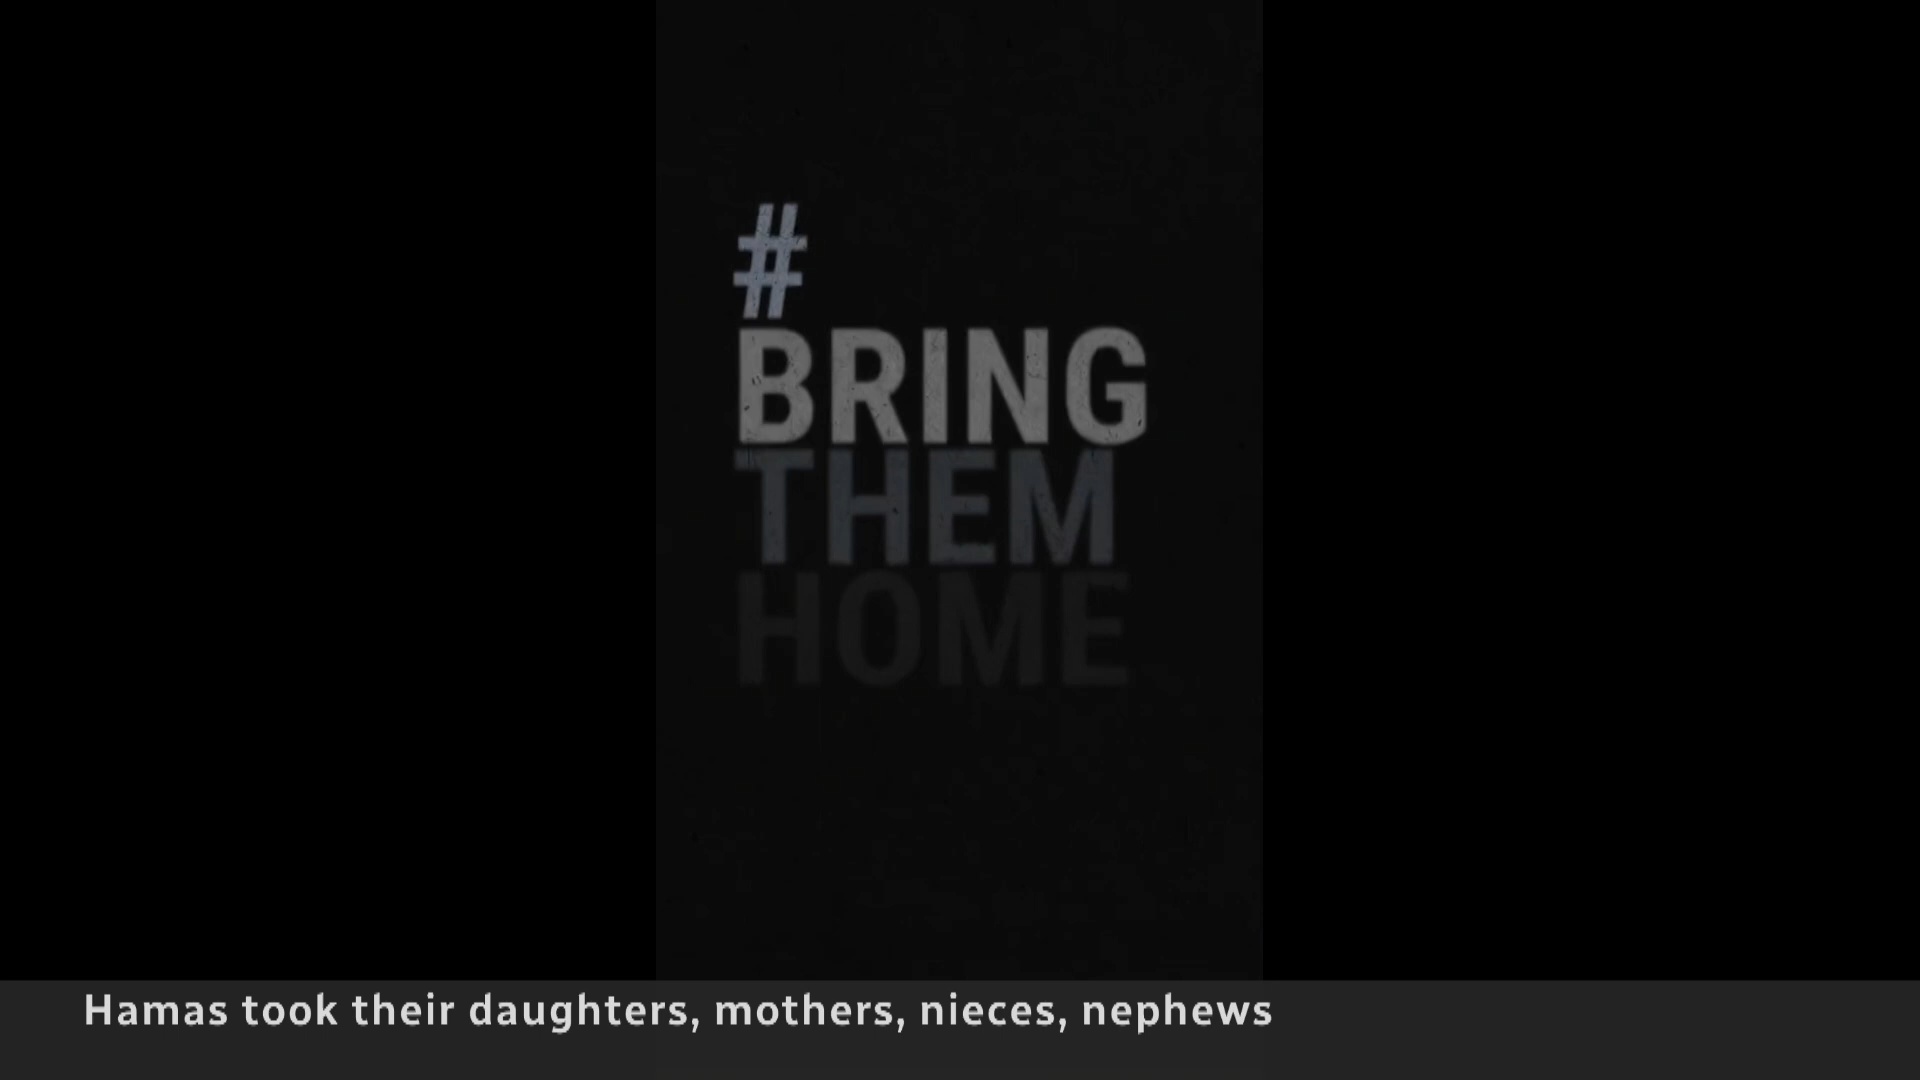 #
BRING
THEM
HOME
Hamas took their daughters, mothers, nieces, nephews